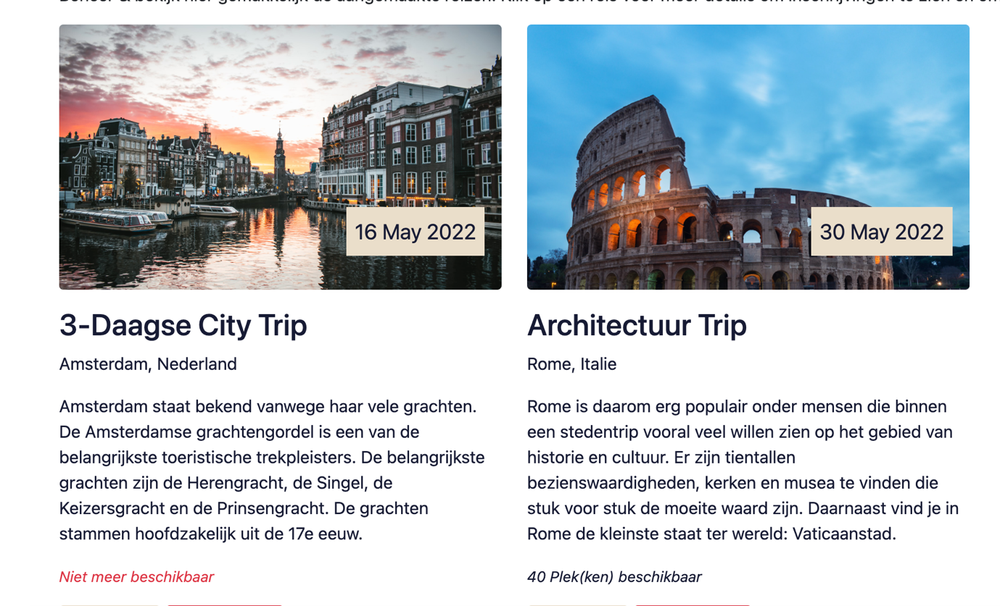 Beheer & bekijk hier gemakkelijk de aangemaakte reizen. Klik op een reis voor meer details om inschrijvingen te zien en
16 May 2022
30 May 2022
3-Daagse City Trip
Amsterdam, Nederland
Amsterdam staat bekend vanwege haar vele grachten.
De Amsterdamse grachtengordel is een van de
belangrijkste toeristische trekpleisters. De belangrijkste
grachten zijn de Herengracht, de Singel, de
Keizersgracht en de Prinsengracht. De grachten
stammen hoofdzakelijk uit de 17e eeuw.
Niet meer beschikbaar
Architectuur Trip
Rome, Italie
Rome is daarom erg populair onder mensen die binnen
een stedentrip vooral veel willen zien op het gebied van
historie en cultuur. Er zijn tientallen
bezienswaardigheden, kerken en musea te vinden die
stuk voor stuk de moeite waard zijn. Daarnaast vind je in
Rome de kleinste staat ter wereld: Vaticaanstad.
40 Plek(ken) beschikbaar